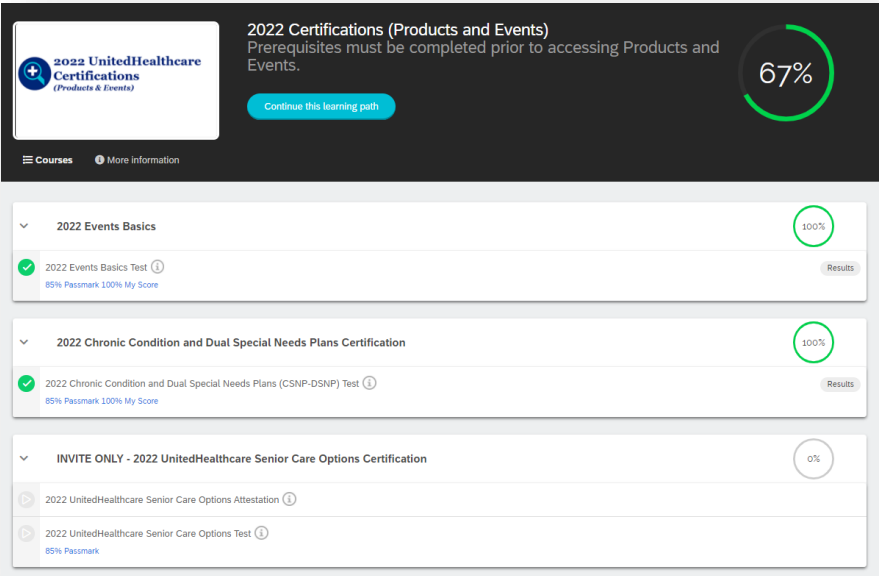 2022 UnitedHealthcare
Certifications
(Products & Events)
2022 Certifications (Products and Events)
Prerequisites must be completed prior to accessing Products and
Events.
Continue this learning path
67%
Courses
More information
2022 Events Basics
100%
2022 Events Basics Test
Results
85% Passmark 100% My Score
2022 Chronic Condition and Dual Special Needs Plans Certification
100%
2022 Chronic Condition and Dual Special Needs Plans (CSNP-DSNP) Test
Results
85% Passmark 100% My Score
INVITE ONLY - 2022 UnitedHealthcare Senior Care Options Certification
0%
2022 UnitedHealthcare Senior Care Options Attestation
2022 UnitedHealthcare Senior Care Options Test
85% Passmark